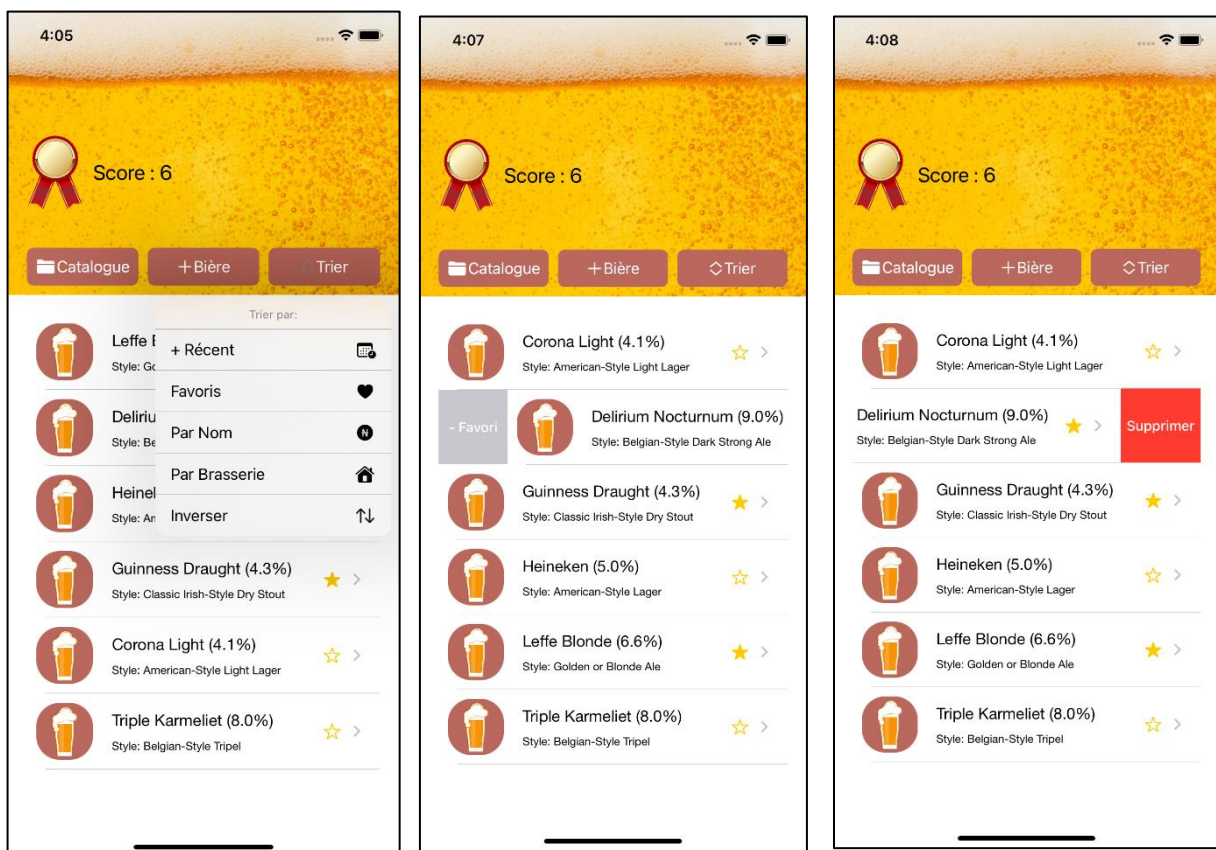 4:05
Score : 6
Catalogue
+Bière
Trier
Trier par:
+ Récent
Favoris
Par Nom
N
Par Brasserie
Inverser
Leffe
Style:
Style:
Style:
Guinness Draught (4.3%)
Style: Classic Irish-Style Dry Stout
Corona Light (4.1%)
Style: American-Style Light Lager
Triple Karmeliet (8.0%)
Style: Belgian-Style Tripel
4:07
Score : 6
Catalogue
+Bière
Trier
Corona Light (4.1%)
Style: American-Style Light Lager
- Favori
Delirium Nocturnum (9.0%)
Style: Belgian-Style Dark Strong Ale
Guinness Draught (4.3%)
Style: Classic Irish-Style Dry Stout
Heineken (5.0%)
Style: American-Style Lager
Leffe Blonde (6.6%)
Style: Golden or Blonde Ale
Triple Karmeliet (8.0%)
Style: Belgian-Style Tripel
4:08
Score : 6
Catalogue
+Bière
Trier
Corona Light (4.1%)
Style: American-Style Light Lager
Delirium Nocturnum (9.0%)
Style: Belgian-Style Dark Strong Ale
Supprimer
Guinness Draught (4.3%)
Style: Classic Irish-Style Dry Stout
Heineken (5.0%)
Style: American-Style Lager
Leffe Blonde (6.6%)
Style: Golden or Blonde Ale
Triple Karmeliet (8.0%)
Style: Belgian-Style Tripel